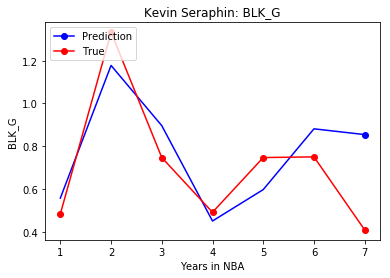 Kevin Seraphin: BLK_G
Prediction
True
BLK_G
1.2
1.0
0.8
0.6
0.4
1 2 3 4 5 6 7
Years in NBA